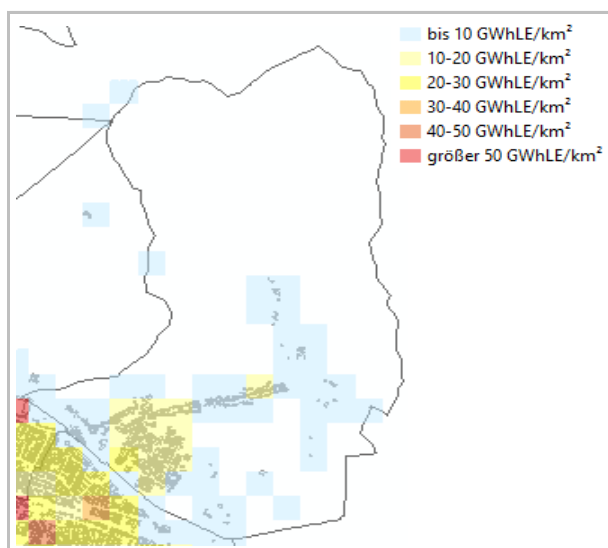 bis 10 GWhLE/km²
10-20 GWhLE/km²
20-30 GWhLE/km²
30-40 GWhLE/km²
40-50 GWhLE/km²
größer 50 GWhLE/km²